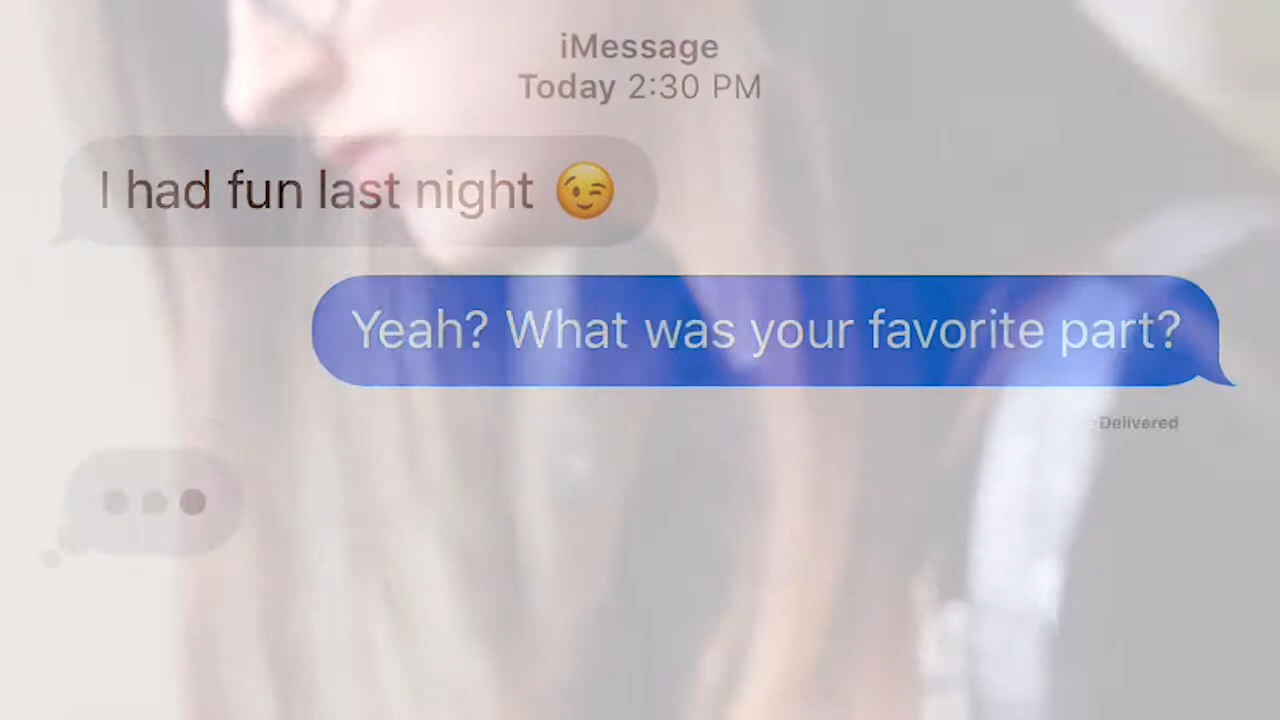 iMessage
Today 2:30 PM
I had fun last night 😉
Yeah? What was your favorite part?
Delivered